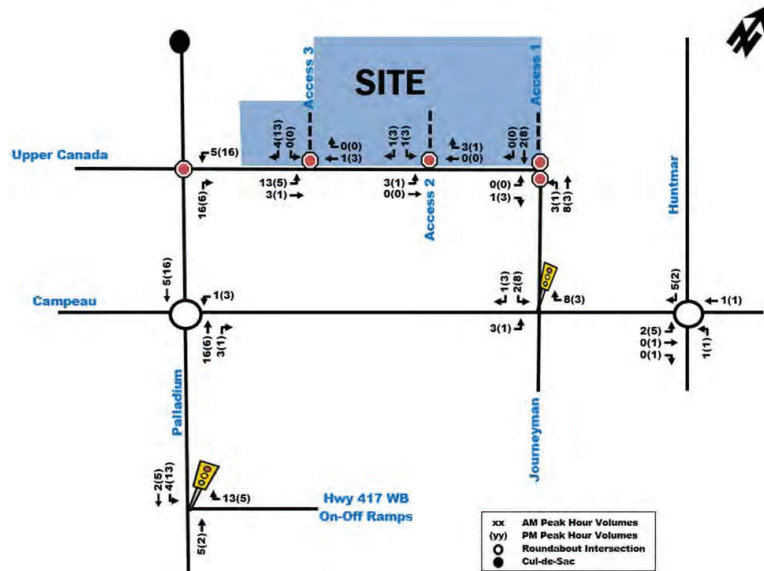 N
SITE
Access 3
Access 1
4(13)
0(0)
0(0)
1(3)
1(3)
1(3)
3(1)
0(0)
0(0)
2(8)
Upper Canada
5(16)
16(6)
13(5)
3(1)
3(1)
0(0)
Access 2
0(0)
1(3)
3(1)
8(3)
Huntmar
5(16)
1(3)
Campeau
16(6)
3(1)
1(3)
2(8)
8(3)
3(1)
5(2)
1(1)
2(5)
0(1)
0(1)
1(1)
Palladium
Journeyman
2(5)
4(13)
13(5)
5(2)
Hwy 417 WB
On-Off Ramps
xx AM Peak Hour Volumes
(yy) PM Peak Hour Volumes
Roundabout Intersection
Cul-de-Sac